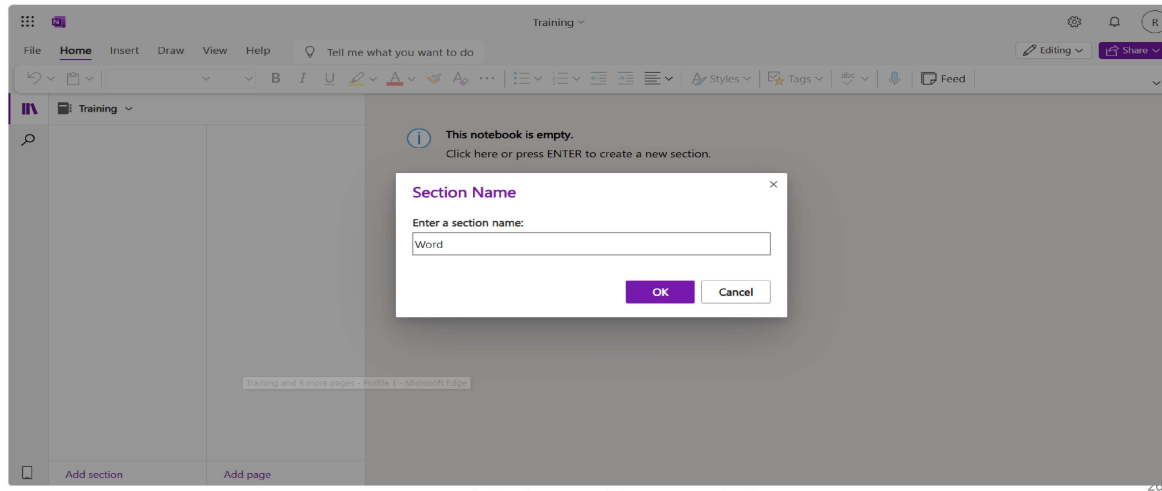 Training
R
File Home Insert Draw View Help Tell me what you want to do Editing Share
B I U A A Styles Tags abc Feed
N Training
This notebook is empty.
Click here or press ENTER to create a new section.
Section Name
Enter a section name:
Word
OK Cancel
Training and 4 more pages - Profile 1 - Microsoft Edge
Add section Add page